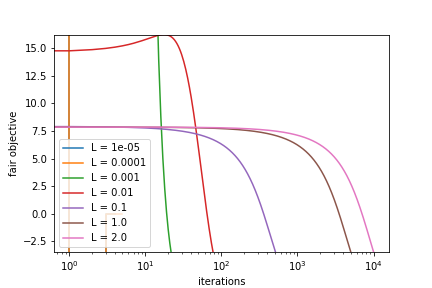 fair objective
15.0
12.5
10.0
7.5
5.0
2.5
0.0
−2.5
L = 1e-05
L = 0.0001
L = 0.001
L = 0.01
L = 0.1
L = 1.0
L = 2.0
10⁰ 10¹ 10² 10³ 10⁴
iterations